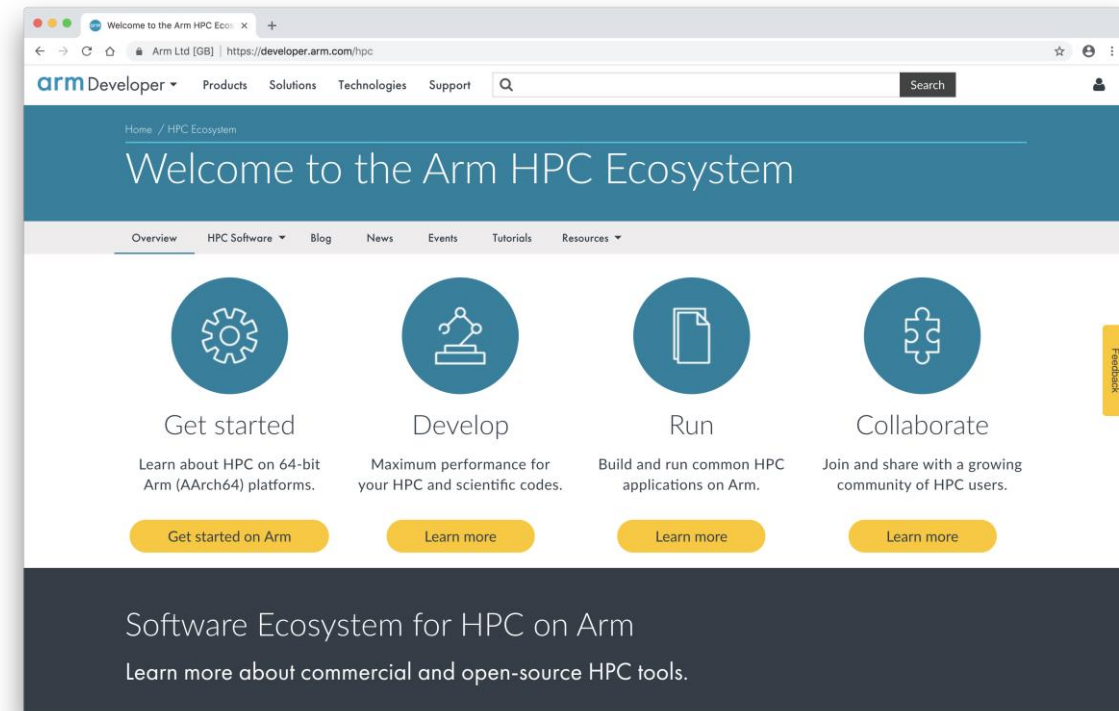 Welcome to the Arm HPC Ecos
Arm Ltd [GB] | https://developer.arm.com/hpc
arm Developer Products Solutions Technologies Support Search
Home / HPC Ecosystem
Welcome to the Arm HPC Ecosystem
Overview HPC Software Blog News Events Tutorials Resources
Get started Develop Run Collaborate
Learn about HPC on 64-bit Maximum performance for Build and run common HPC Join and share with a growing
Arm (AArch64) platforms. your HPC and scientific codes. applications on Arm. community of HPC users.
Get started on Arm Learn more Learn more Learn more
Feedback
Software Ecosystem for HPC on Arm
Learn more about commercial and open-source HPC tools.